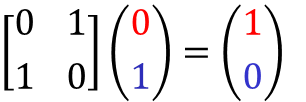 [0 1] (0) = (1)
[1 0] (1) = (0)